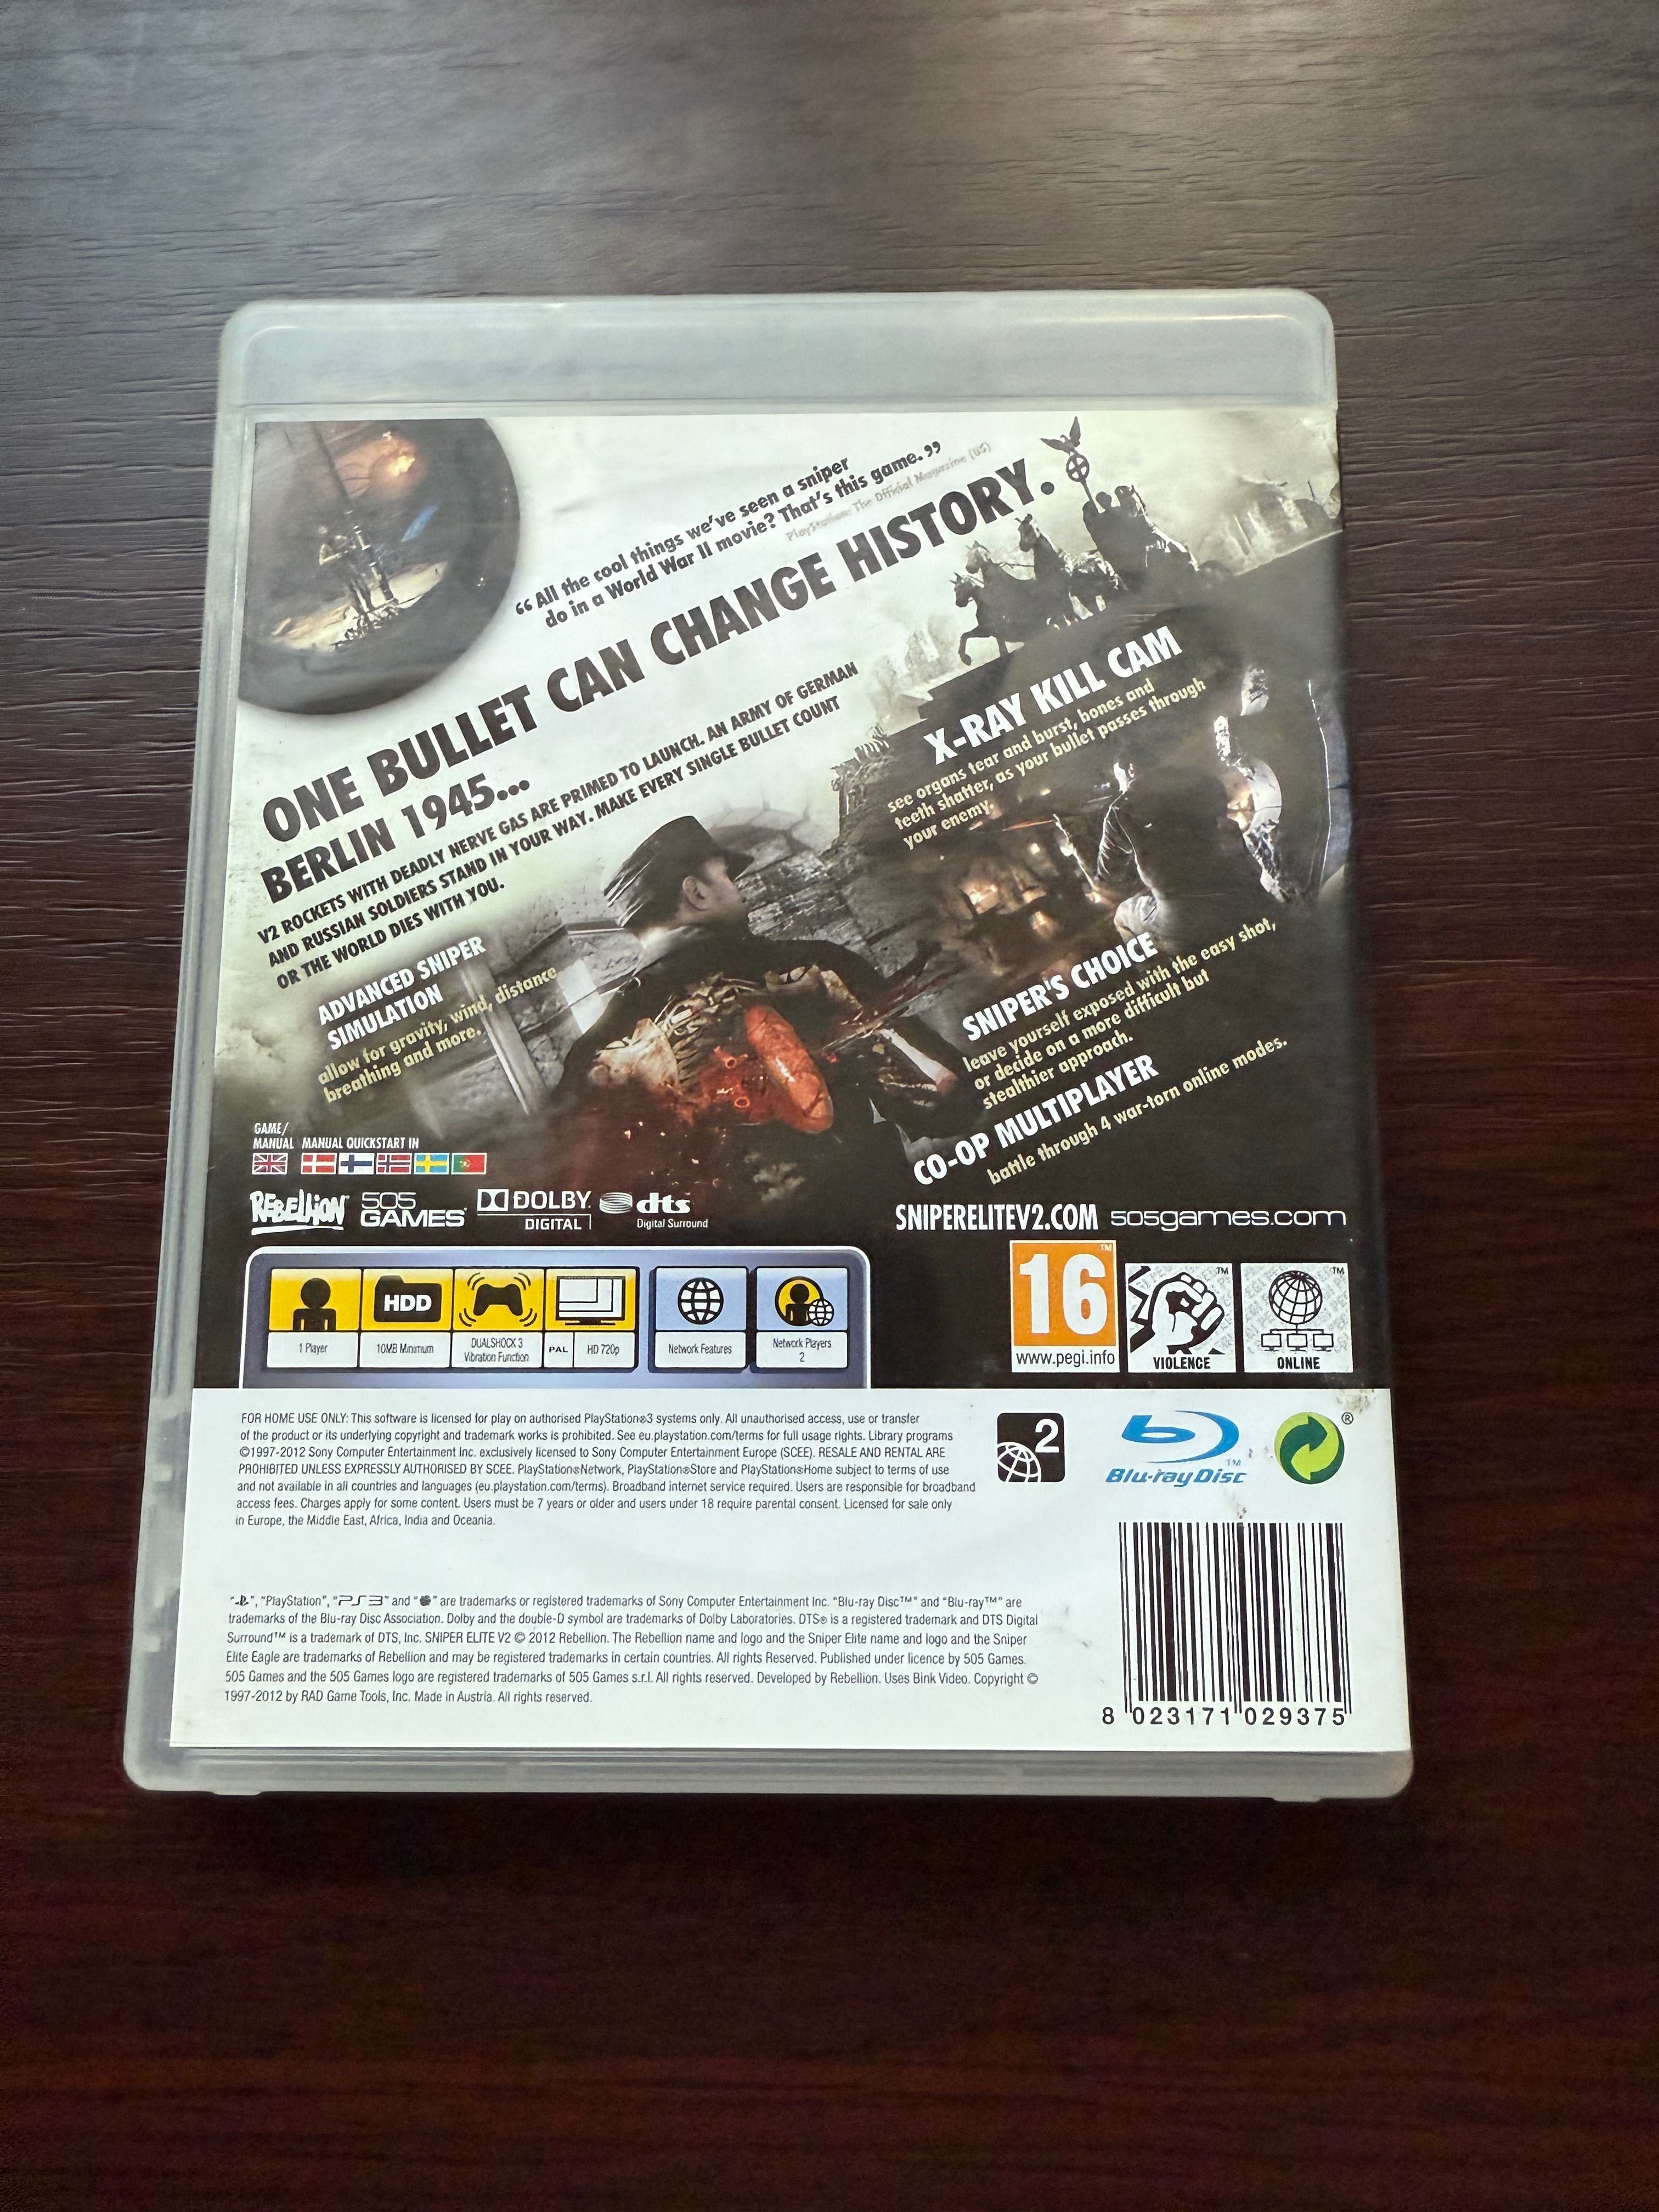 “ All the cool things we've seen a sniper
do in a World War II movie? That's this game. ”
PlayStation: The Official Magazine (US)
ONE BULLET CAN CHANGE HISTORY.
BERLIN 1945...
V2 ROCKETS WITH DEADLY NERVE GAS ARE PRIMED TO LAUNCH. AN ARMY OF GERMAN
AND RUSSIAN SOLDIERS STAND IN YOUR WAY. MAKE EVERY SINGLE BULLET COUNT
OR THE WORLD DIES WITH YOU.
X-RAY KILL CAM
see organs tear and burst, bones and
teeth shatter, as your bullet passes through
your enemy.
ADVANCED SNIPER
SIMULATION
allow for gravity, wind, distance
breathing and more.
SNIPER'S CHOICE
leave yourself exposed with the easy shot,
or decide on a more difficult but
stealthier approach.
CO-OP MULTIPLAYER
battle through 4 war-torn online modes.
GAME/
MANUAL MANUAL QUICKSTART IN
REBELLION 505 GAMES DOLBY DIGITAL dts Digital Surround
SNIPERELITEV2.COM 505games.com
HDD
1 Player
10MB Minimum
DUALSHOCK 3
Vibration Function
PAL
HD 720p
Network Features
Network Players
2
16™
www.pegi.info
VIOLENCE
ONLINE
FOR HOME USE ONLY: This software is licensed for play on authorised PlayStation®3 systems only. All unauthorised access, use or transfer
of the product or its underlying copyright and trademark works is prohibited. See eu.playstation.com/terms for full usage rights. Library programs
©1997-2012 Sony Computer Entertainment Inc. exclusively licensed to Sony Computer Entertainment Europe (SCEE). RESALE AND RENTAL ARE
PROHIBITED UNLESS EXPRESSLY AUTHORISED BY SCEE. PlayStation®Network, PlayStation®Store and PlayStation®Home subject to terms of use
and not available in all countries and languages (eu.playstation.com/terms). Broadband internet service required. Users are responsible for broadband
access fees. Charges apply for some content. Users must be 7 years or older and users under 18 require parental consent. Licensed for sale only
in Europe, the Middle East, Africa, India and Oceania.
2
Blu-ray Disc™
®
"PlayStation", "PS3" and " " are trademarks or registered trademarks of Sony Computer Entertainment Inc. "Blu-ray Disc™" and "Blu-ray™" are
trademarks of the Blu-ray Disc Association. Dolby and the double-D symbol are trademarks of Dolby Laboratories. DTS® is a registered trademark and DTS Digital
Surround™ is a trademark of DTS, Inc. SNIPER ELITE V2 © 2012 Rebellion. The Rebellion name and logo and the Sniper Elite name and logo and the Sniper
Elite Eagle are trademarks of Rebellion and may be registered trademarks in certain countries. All rights Reserved. Published under licence by 505 Games.
505 Games and the 505 Games logo are registered trademarks of 505 Games s.r.l. All rights reserved. Developed by Rebellion. Uses Bink Video. Copyright ©
1997-2012 by RAD Game Tools, Inc. Made in Austria. All rights reserved.
8 023171 029375